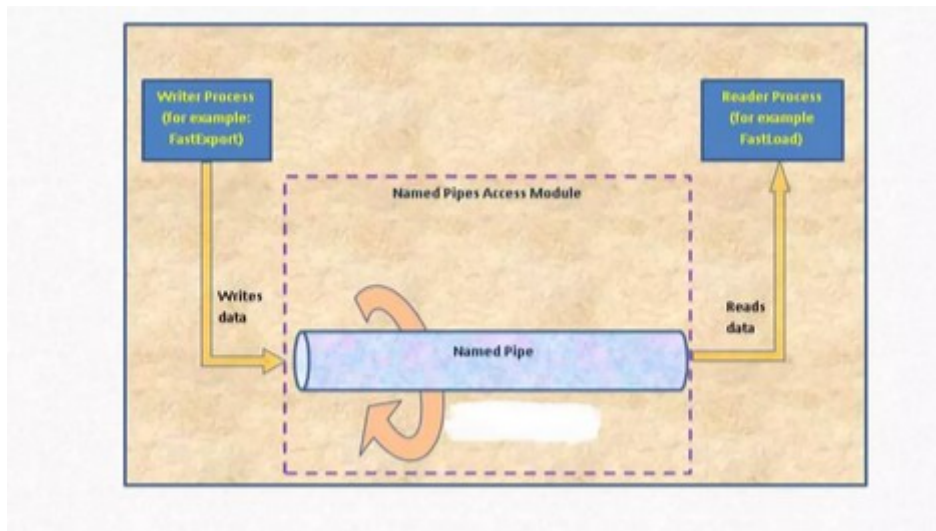 Writer Process
(for example:
FastExport)
Reader Process
(for example
FastLoad)
Named Pipes Access Module
Writes
data
Reads
data
Named Pipe